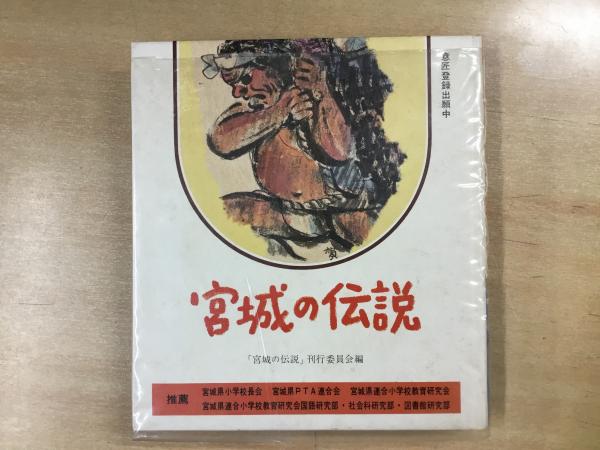 意匠登録出願中
宮城の伝説
「宮城の伝説」刊行委員会編
推薦
宮城県小学校長会 宮城県PTA連合会 宮城県連合小学校教育研究会
宮城県連合小学校教育研究会国語研究部・社会科研究部・図書館研究部